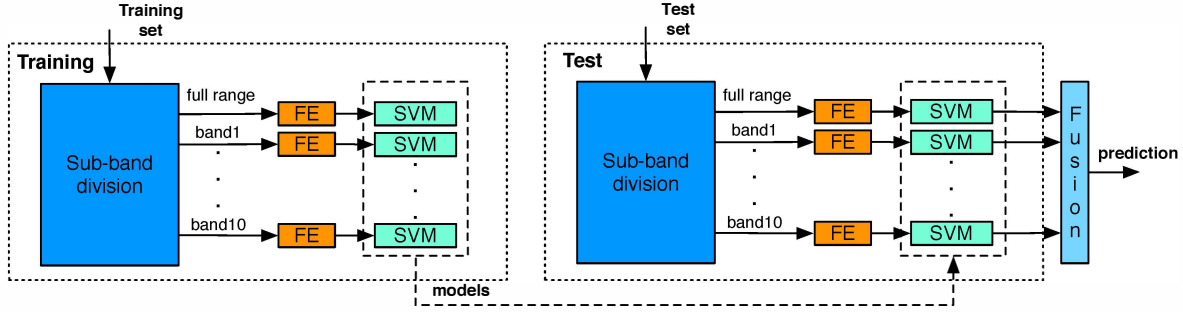 Training
set
Training
Sub-band
division
full range
FE
SVM
band1
FE
SVM
band10
FE
SVM
models
Test
set
Test
Sub-band
division
full range
FE
SVM
band1
FE
SVM
band10
FE
SVM
Fusion
prediction